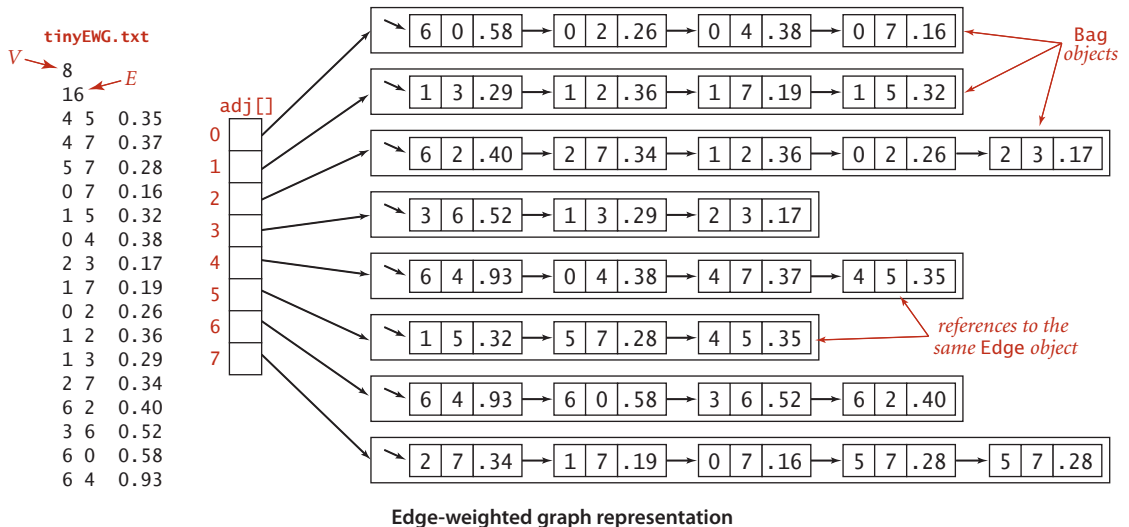 tinyEWG.txt
V
8
E
16
4 5 0.35
4 7 0.37
5 7 0.28
0 7 0.16
1 5 0.32
0 4 0.38
2 3 0.17
1 7 0.19
0 2 0.26
1 2 0.36
1 3 0.29
2 7 0.34
6 2 0.40
3 6 0.52
6 0 0.58
6 4 0.93
adj[]
0
1
2
3
4
5
6
7
6 0 .58 0 2 .26 0 4 .38 0 7 .16
1 3 .29 1 2 .36 1 7 .19 1 5 .32
6 2 .40 2 7 .34 1 2 .36 0 2 .26 2 3 .17
3 6 .52 1 3 .29 2 3 .17
6 4 .93 0 4 .38 4 7 .37 4 5 .35
1 5 .32 5 7 .28 4 5 .35
6 4 .93 6 0 .58 3 6 .52 6 2 .40
2 7 .34 1 7 .19 0 7 .16 5 7 .28 5 7 .28
Bag
objects
references to the
same Edge object
Edge-weighted graph representation